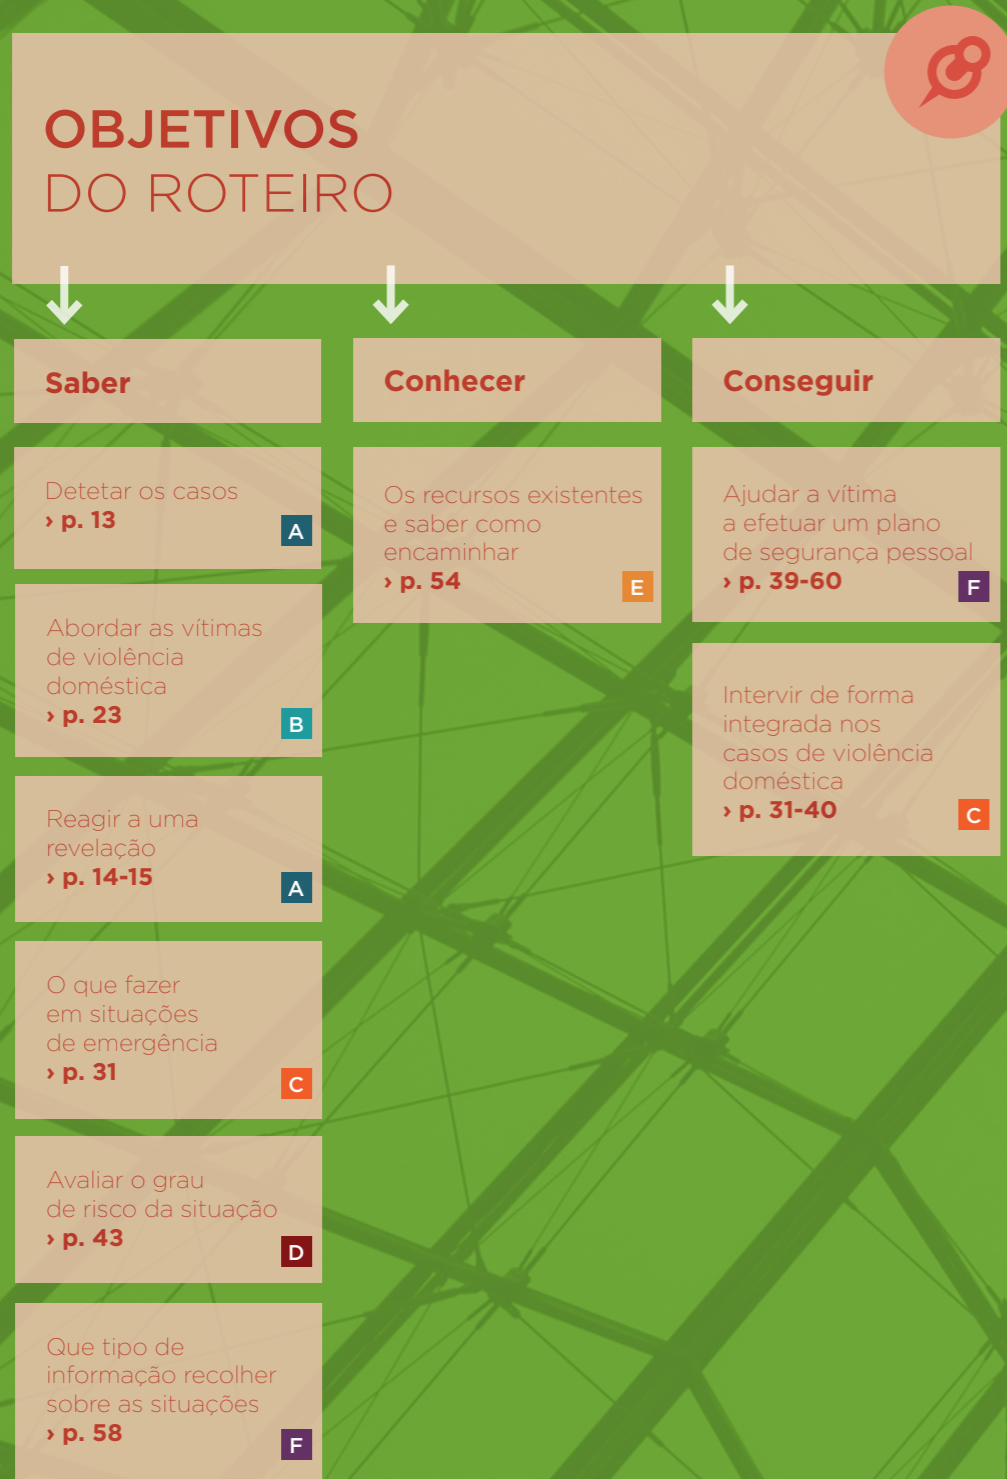 OBJETIVOS
DO ROTEIRO
Saber
Detetar os casos
› p. 13
A
Abordar as vítimas
de violência
doméstica
› p. 23
B
Reagir a uma
revelação
› p. 14-15
A
O que fazer
em situações
de emergência
› p. 31
C
Avaliar o grau
de risco da situação
› p. 43
D
Que tipo de
informação recolher
sobre as situações
› p. 58
F
Conhecer
Os recursos existentes
e saber como
encaminhar
› p. 54
E
Conseguir
Ajudar a vítima
a efetuar um plano
de segurança pessoal
› p. 39-60
F
Intervir de forma
integrada nos
casos de violência
doméstica
› p. 31-40
C